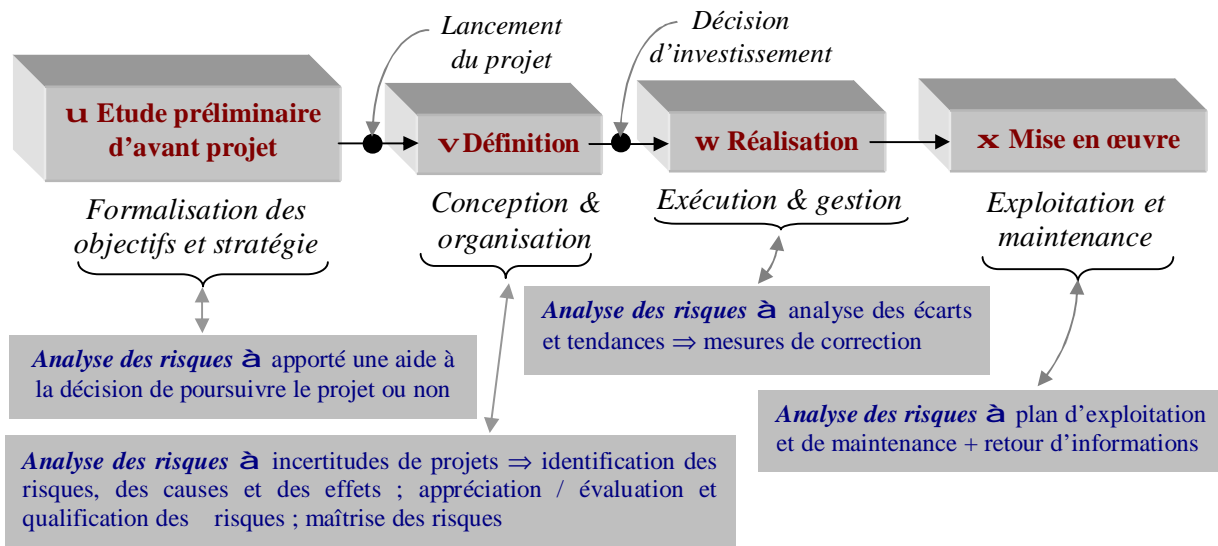 Lancement
du projet
Décision
d'investissement
u Etude préliminaire
d'avant projet
v Définition
w Réalisation
x Mise en œuvre
Formalisation des
objectifs et stratégie
Conception &
organisation
Exécution & gestion
Exploitation et
maintenance
Analyse des risques à apporté une aide à
la décision de poursuivre le projet ou non
Analyse des risques à analyse des écarts
et tendances ⇒ mesures de correction
Analyse des risques à plan d'exploitation
et de maintenance + retour d'informations
Analyse des risques à incertitudes de projets ⇒ identification des
risques, des causes et des effets ; appréciation / évaluation et
qualification des risques ; maîtrise des risques